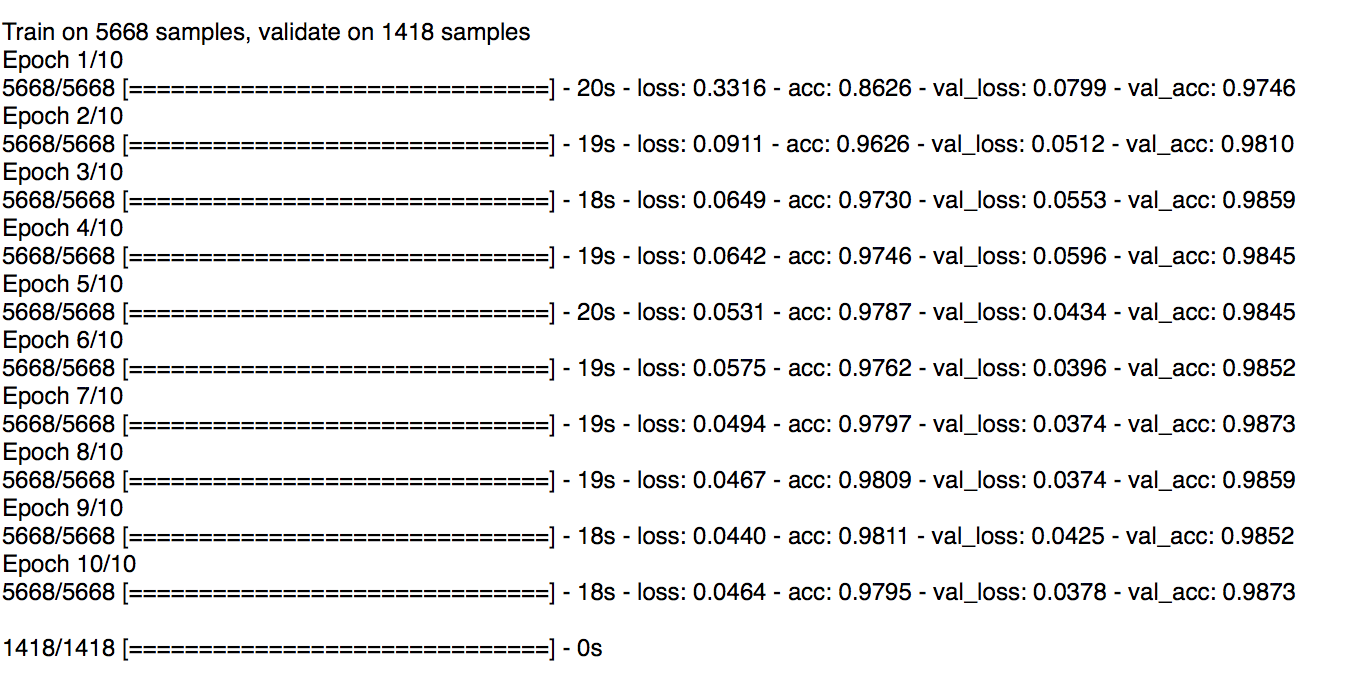 Train on 5668 samples, validate on 1418 samples
Epoch 1/10
5668/5668 [==============================] - 20s - loss: 0.3316 - acc: 0.8626 - val_loss: 0.0799 - val_acc: 0.9746
Epoch 2/10
5668/5668 [==============================] - 19s - loss: 0.0911 - acc: 0.9626 - val_loss: 0.0512 - val_acc: 0.9810
Epoch 3/10
5668/5668 [==============================] - 18s - loss: 0.0649 - acc: 0.9730 - val_loss: 0.0553 - val_acc: 0.9859
Epoch 4/10
5668/5668 [==============================] - 19s - loss: 0.0642 - acc: 0.9746 - val_loss: 0.0596 - val_acc: 0.9845
Epoch 5/10
5668/5668 [==============================] - 20s - loss: 0.0531 - acc: 0.9787 - val_loss: 0.0434 - val_acc: 0.9845
Epoch 6/10
5668/5668 [==============================] - 19s - loss: 0.0575 - acc: 0.9762 - val_loss: 0.0396 - val_acc: 0.9852
Epoch 7/10
5668/5668 [==============================] - 19s - loss: 0.0494 - acc: 0.9797 - val_loss: 0.0374 - val_acc: 0.9873
Epoch 8/10
5668/5668 [==============================] - 19s - loss: 0.0467 - acc: 0.9809 - val_loss: 0.0374 - val_acc: 0.9859
Epoch 9/10
5668/5668 [==============================] - 18s - loss: 0.0440 - acc: 0.9811 - val_loss: 0.0425 - val_acc: 0.9852
Epoch 10/10
5668/5668 [==============================] - 18s - loss: 0.0464 - acc: 0.9795 - val_loss: 0.0378 - val_acc: 0.9873
1418/1418 [==============================] - 0s